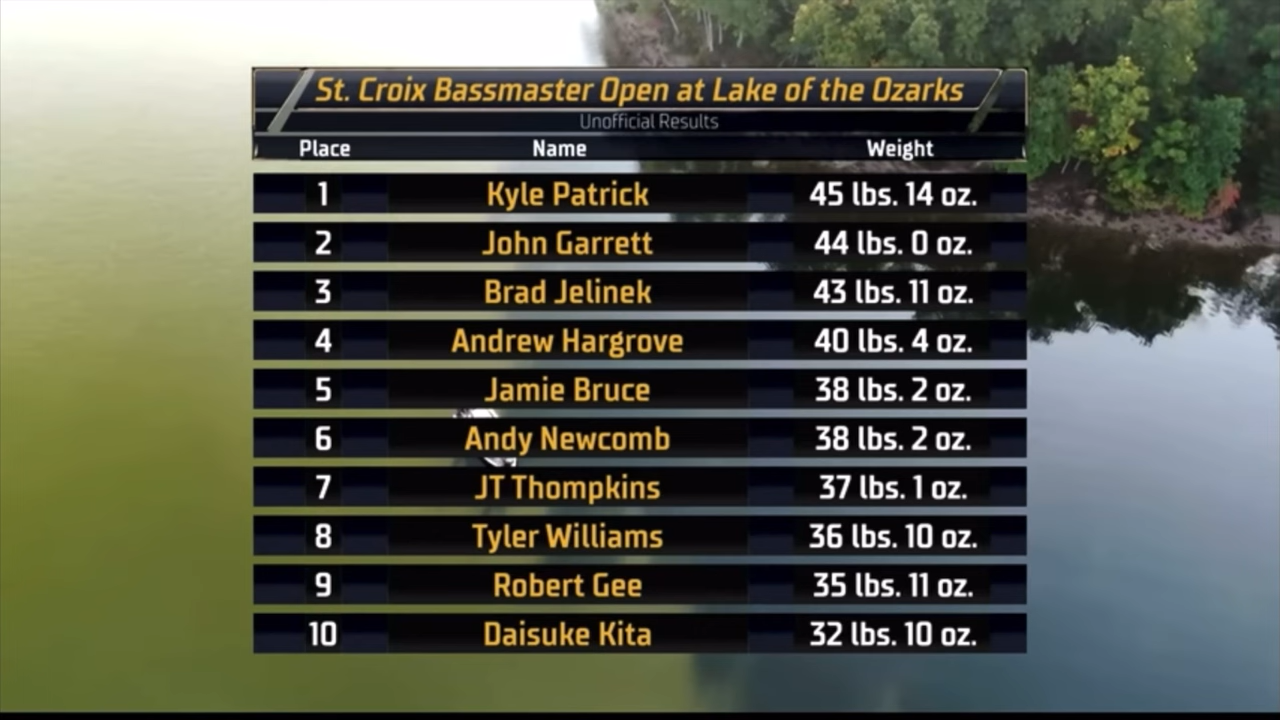 St. Croix Bassmaster Open at Lake of the Ozarks
Unofficial Results
Place Name Weight
1 Kyle Patrick 45 lbs. 14 oz.
2 John Garrett 44 lbs. 0 oz.
3 Brad Jelinek 43 lbs. 11 oz.
4 Andrew Hargrove 40 lbs. 4 oz.
5 Jamie Bruce 38 lbs. 2 oz.
6 Andy Newcomb 38 lbs. 2 oz.
7 JT Thompkins 37 lbs. 1 oz.
8 Tyler Williams 36 lbs. 10 oz.
9 Robert Gee 35 lbs. 11 oz.
10 Daisuke Kita 32 lbs. 10 oz.